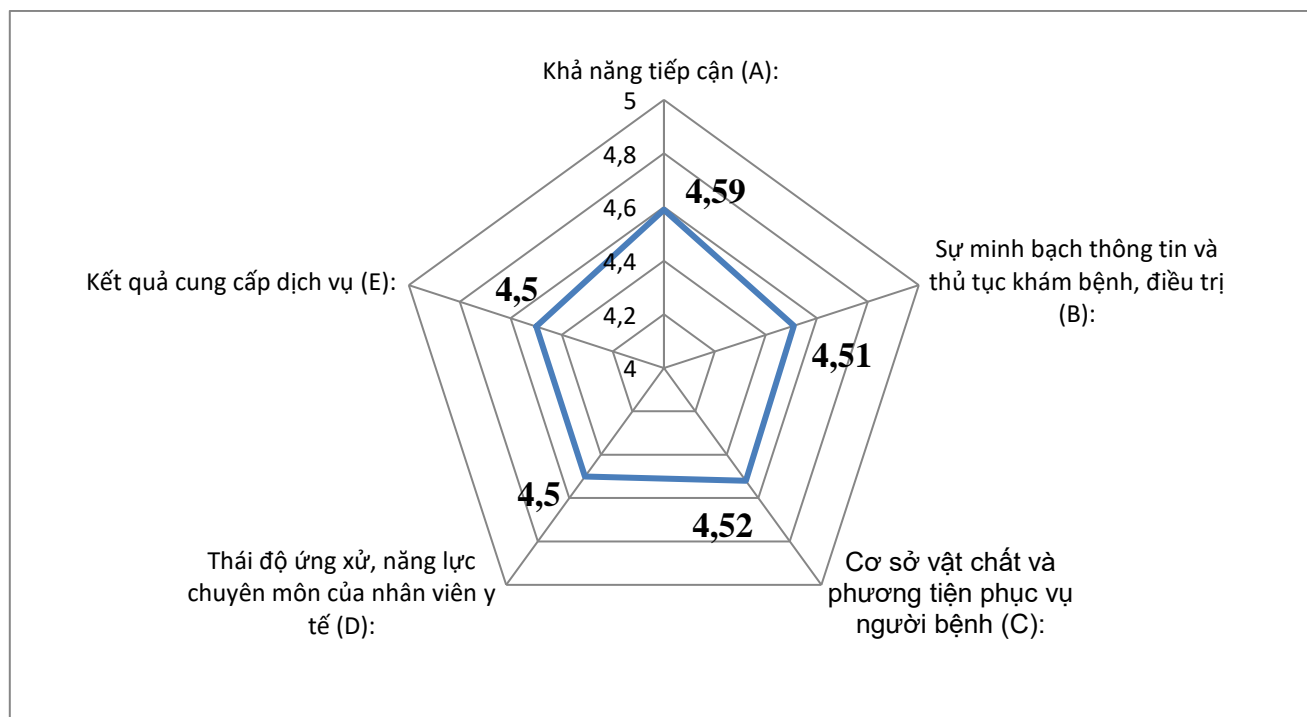 Khả năng tiếp cận (A):
5
4,8
4,6
4,4
4,2
4
4,59
Sự minh bạch thông tin và
thủ tục khám bệnh, điều trị
(B):
4,51
Cơ sở vật chất và
phương tiện phục vụ
người bệnh (C):
4,52
Thái độ ứng xử, năng lực
chuyên môn của nhân viên y
tế (D):
4,5
Kết quả cung cấp dịch vụ (E):
4,5